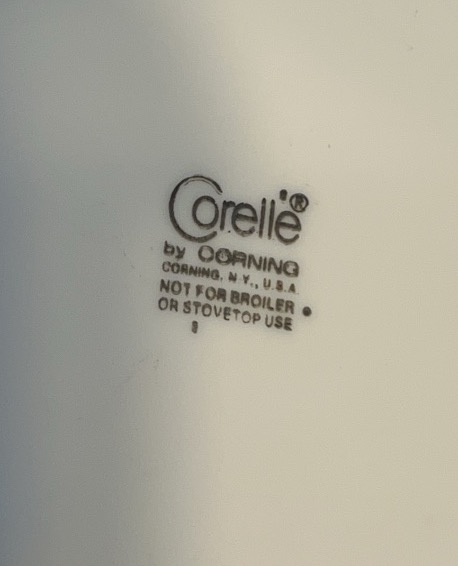 Corelle®
by CORNING
CORNING, N.Y., U.S.A.
NOT FOR BROILER
OR STOVETOP USE